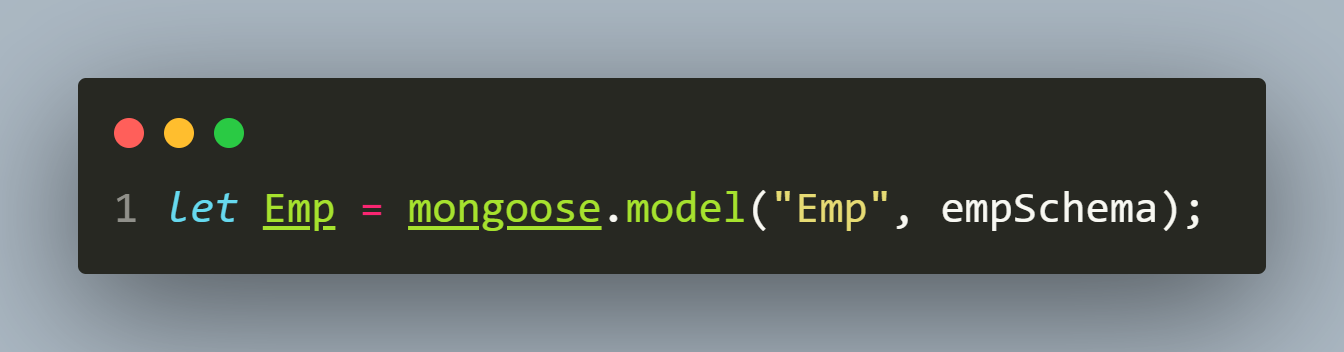 1 let Emp = mongoose.model("Emp", empSchema);